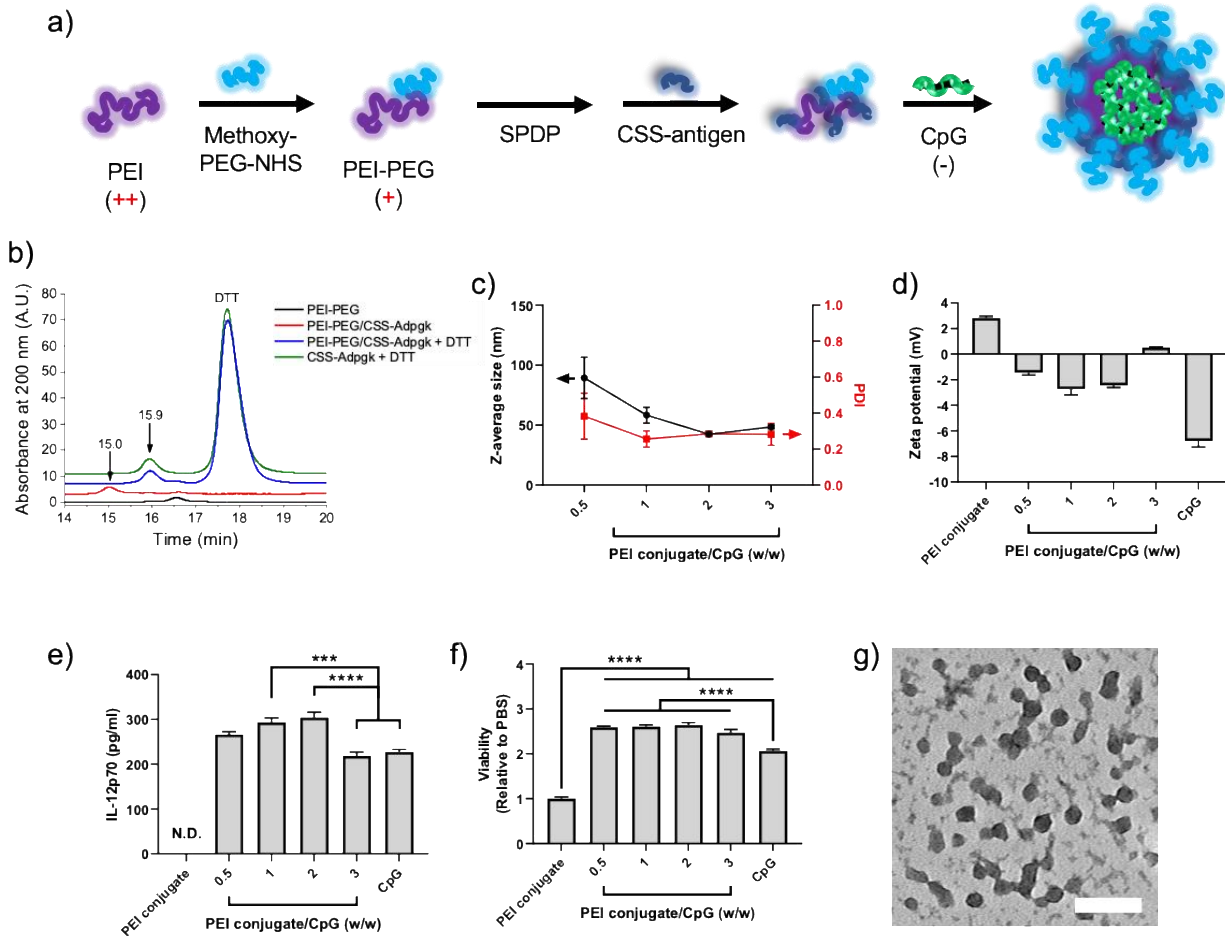 a)
PEI
(++)
Methoxy-
PEG-NHS
PEI-PEG
(+)
SPDP
CSS-antigen
CpG
(-)
b)
Absorbance at 200 nm (A.U.)
80
70
60
50
40
30
20
10
0
14
15
16
17
18
19
20
Time (min)
15.0
15.9
DTT
PEI-PEG
PEI-PEG/CSS-Adpgk
PEI-PEG/CSS-Adpgk + DTT
CSS-Adpgk + DTT
c)
Z-average size (nm)
150
100
50
0
1.0
0.8
0.6
0.4
0.2
0.0
PDI
0.5
1
2
3
PEI conjugate/CpG (w/w)
d)
Zeta potential (mV)
4
2
0
-2
-4
-6
-8
-10
PEI conjugate
0.5
1
2
3
CpG
PEI conjugate/CpG (w/w)
e)
IL-12p70 (pg/ml)
400
300
200
100
0
N.D.
***
****
PEI conjugate
0.5
1
2
3
CpG
PEI conjugate/CpG (w/w)
f)
Viability
(Relative to PBS)
4
3
2
1
0
****
****
PEI conjugate
0.5
1
2
3
CpG
PEI conjugate/CpG (w/w)
g)